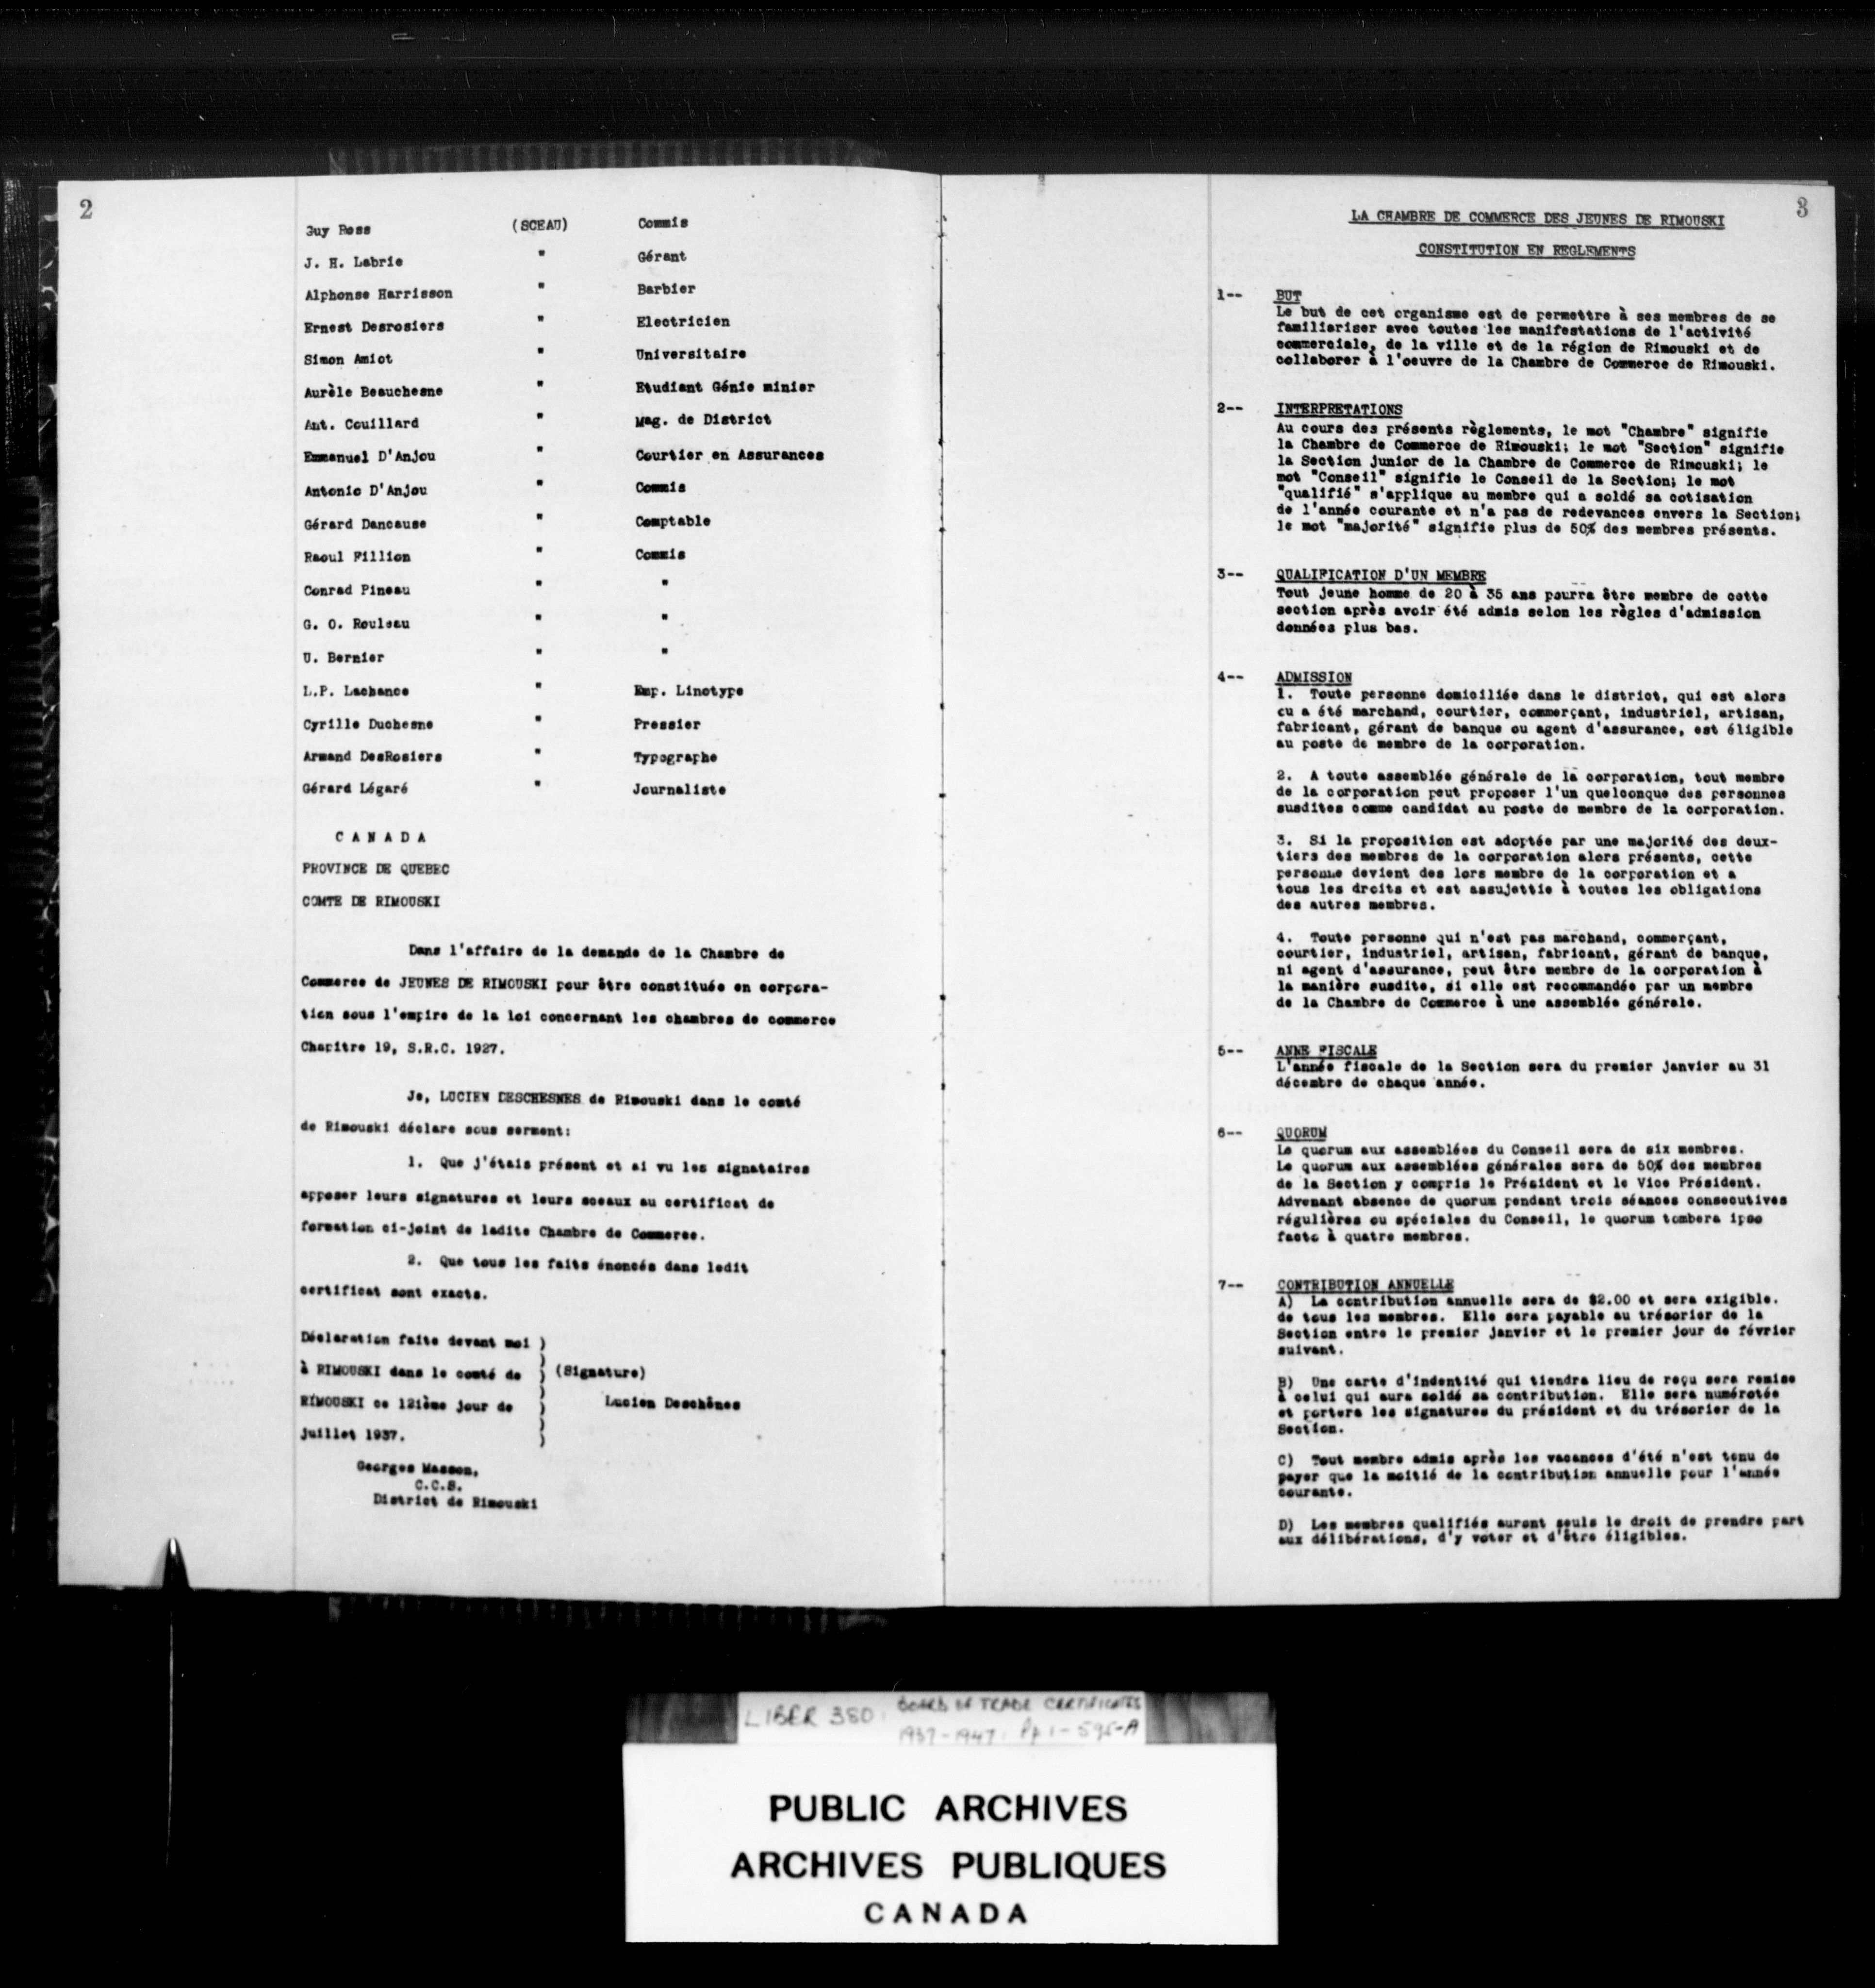 2
Guy Ross (SCEAU) Commis
J. H. Labrie " Gérant
Alphonse Harrisson " Barbier
Ernest Desrosiers " Electricien
Simon Amiot " Universitaire
Aurèle Beauchesne " Etudiant Génie minier
Ant. Couillard " Mag. de District
Emmanuel D'Anjou " Courtier en Assurances
Antonio D'Anjou " Commis
Gérard Dancause " Comptable
Raoul Fillion " Commis
Conrad Pineau " "
G. O. Rouleau " "
U. Bernier " "
L.P. Lachance " Emp. Linotype
Cyrille Duchesne " Pressier
Armand DesRosiers " Typographe
Gérard Légaré " Journaliste
C A N A D A
PROVINCE DE QUEBEC
COMTE DE RIMOUSKI
Dans l'affaire de la demande de la Chambre de
Commerce de JEUNES DE RIMOUSKI pour être constituée en corpora-
tion sous l'empire de la loi concernant les chambres de commerce
Chapitre 19, S.R.C. 1927.
Je, LUCIEN DESCHESNES de Rimouski dans le comté
de Rimouski déclare sous serment:
1. Que j'étais présent et ai vu les signataires
apposer leurs signatures et leurs sceaux au certificat de
formation ci-joint de ladite Chambre de Commerce.
2. Que tous les faits énoncés dans ledit
certificat sont exacts.
Déclaration faite devant moi )
à RIMOUSKI dans le comté de ) (Signature)
RIMOUSKI ce 12ième jour de ) Lucien Deschênes
juillet 1937. )
Georges Masson,
C.C.S.
District de Rimouski
3
LA CHAMBRE DE COMMERCE DES JEUNES DE RIMOUSKI
CONSTITUTION EN REGLEMENTS
1-- BUT
Le but de cet organisme est de permettre à ses membres de se
familiariser avec toutes les manifestations de l'activité
commerciale, de la ville et de la région de Rimouski et de
collaborer à l'oeuvre de la Chambre de Commerce de Rimouski.
2-- INTERPRETATIONS
Au cours des présents règlements, le mot "Chambre" signifie
la Chambre de Commerce de Rimouski; le mot "Section" signifie
la Section junior de la Chambre de Commerce de Rimouski; le
mot "Conseil" signifie le Conseil de la Section; le mot
"qualifié" s'applique au membre qui a soldé sa cotisation
de l'année courante et n'a pas de redevances envers la Section;
le mot "majorité" signifie plus de 50% des membres présents.
3-- QUALIFICATION D'UN MEMBRE
Tout jeune homme de 20 à 35 ans pourra être membre de cette
section après avoir été admis selon les règles d'admission
données plus bas.
4-- ADMISSION
1. Toute personne domiciliée dans le district, qui est alors
ou a été marchand, courtier, commerçant, industriel, artisan,
fabricant, gérant de banque ou agent d'assurance, est éligible
au poste de membre de la corporation.
2. A toute assemblée générale de la corporation, tout membre
de la corporation peut proposer l'un quelconque des personnes
susdites comme candidat au poste de membre de la corporation.
3. Si la proposition est adoptée par une majorité des deux-
tiers des membres de la corporation alors présents, cette
personne devient des lors membre de la corporation et a
tous les droits et est assujettie à toutes les obligations
des autres membres.
4. Toute personne qui n'est pas marchand, commerçant,
courtier, industriel, artisan, fabricant, gérant de banque,
ni agent d'assurance, peut être membre de la corporation à
la manière susdite, si elle est recommandée par un membre
de la Chambre de Commerce à une assemblée générale.
5-- ANNE FISCALE
L'année fiscale de la Section sera du premier janvier au 31
décembre de chaque année.
6-- QUORUM
Le quorum aux assemblées du Conseil sera de six membres.
Le quorum aux assemblées générales sera de 50% des membres
de la Section y compris le Président et le Vice Président.
Advenant absence de quorum pendant trois séances consecutives
régulières ou spéciales du Conseil, le quorum tombera ipso
facto à quatre membres.
7-- CONTRIBUTION ANNUELLE
A) La contribution annuelle sera de $2.00 et sera exigible.
de tous les membres. Elle sera payable au trésorier de la
Section entre le premier janvier et le premier jour de février
suivant.
B) Une carte d'indentité qui tiendra lieu de reçu sera remise
à celui qui aura soldé sa contribution. Elle sera numérotée
et portera les signatures du président et du trésorier de la
Section.
C) Tout membre admis après les vacances d'été n'est tenu de
payer que la moitié de la contribution annuelle pour l'année
courante.
D) Les membres qualifiés auront seuls le droit de prendre part
aux délibérations, d'y voter et d'être éligibles.
LIBER 380. BOARD OF TRADE CERTIFICATES
1937-1947. Pp. 1-595-A
PUBLIC ARCHIVES
ARCHIVES PUBLIQUES
CANADA